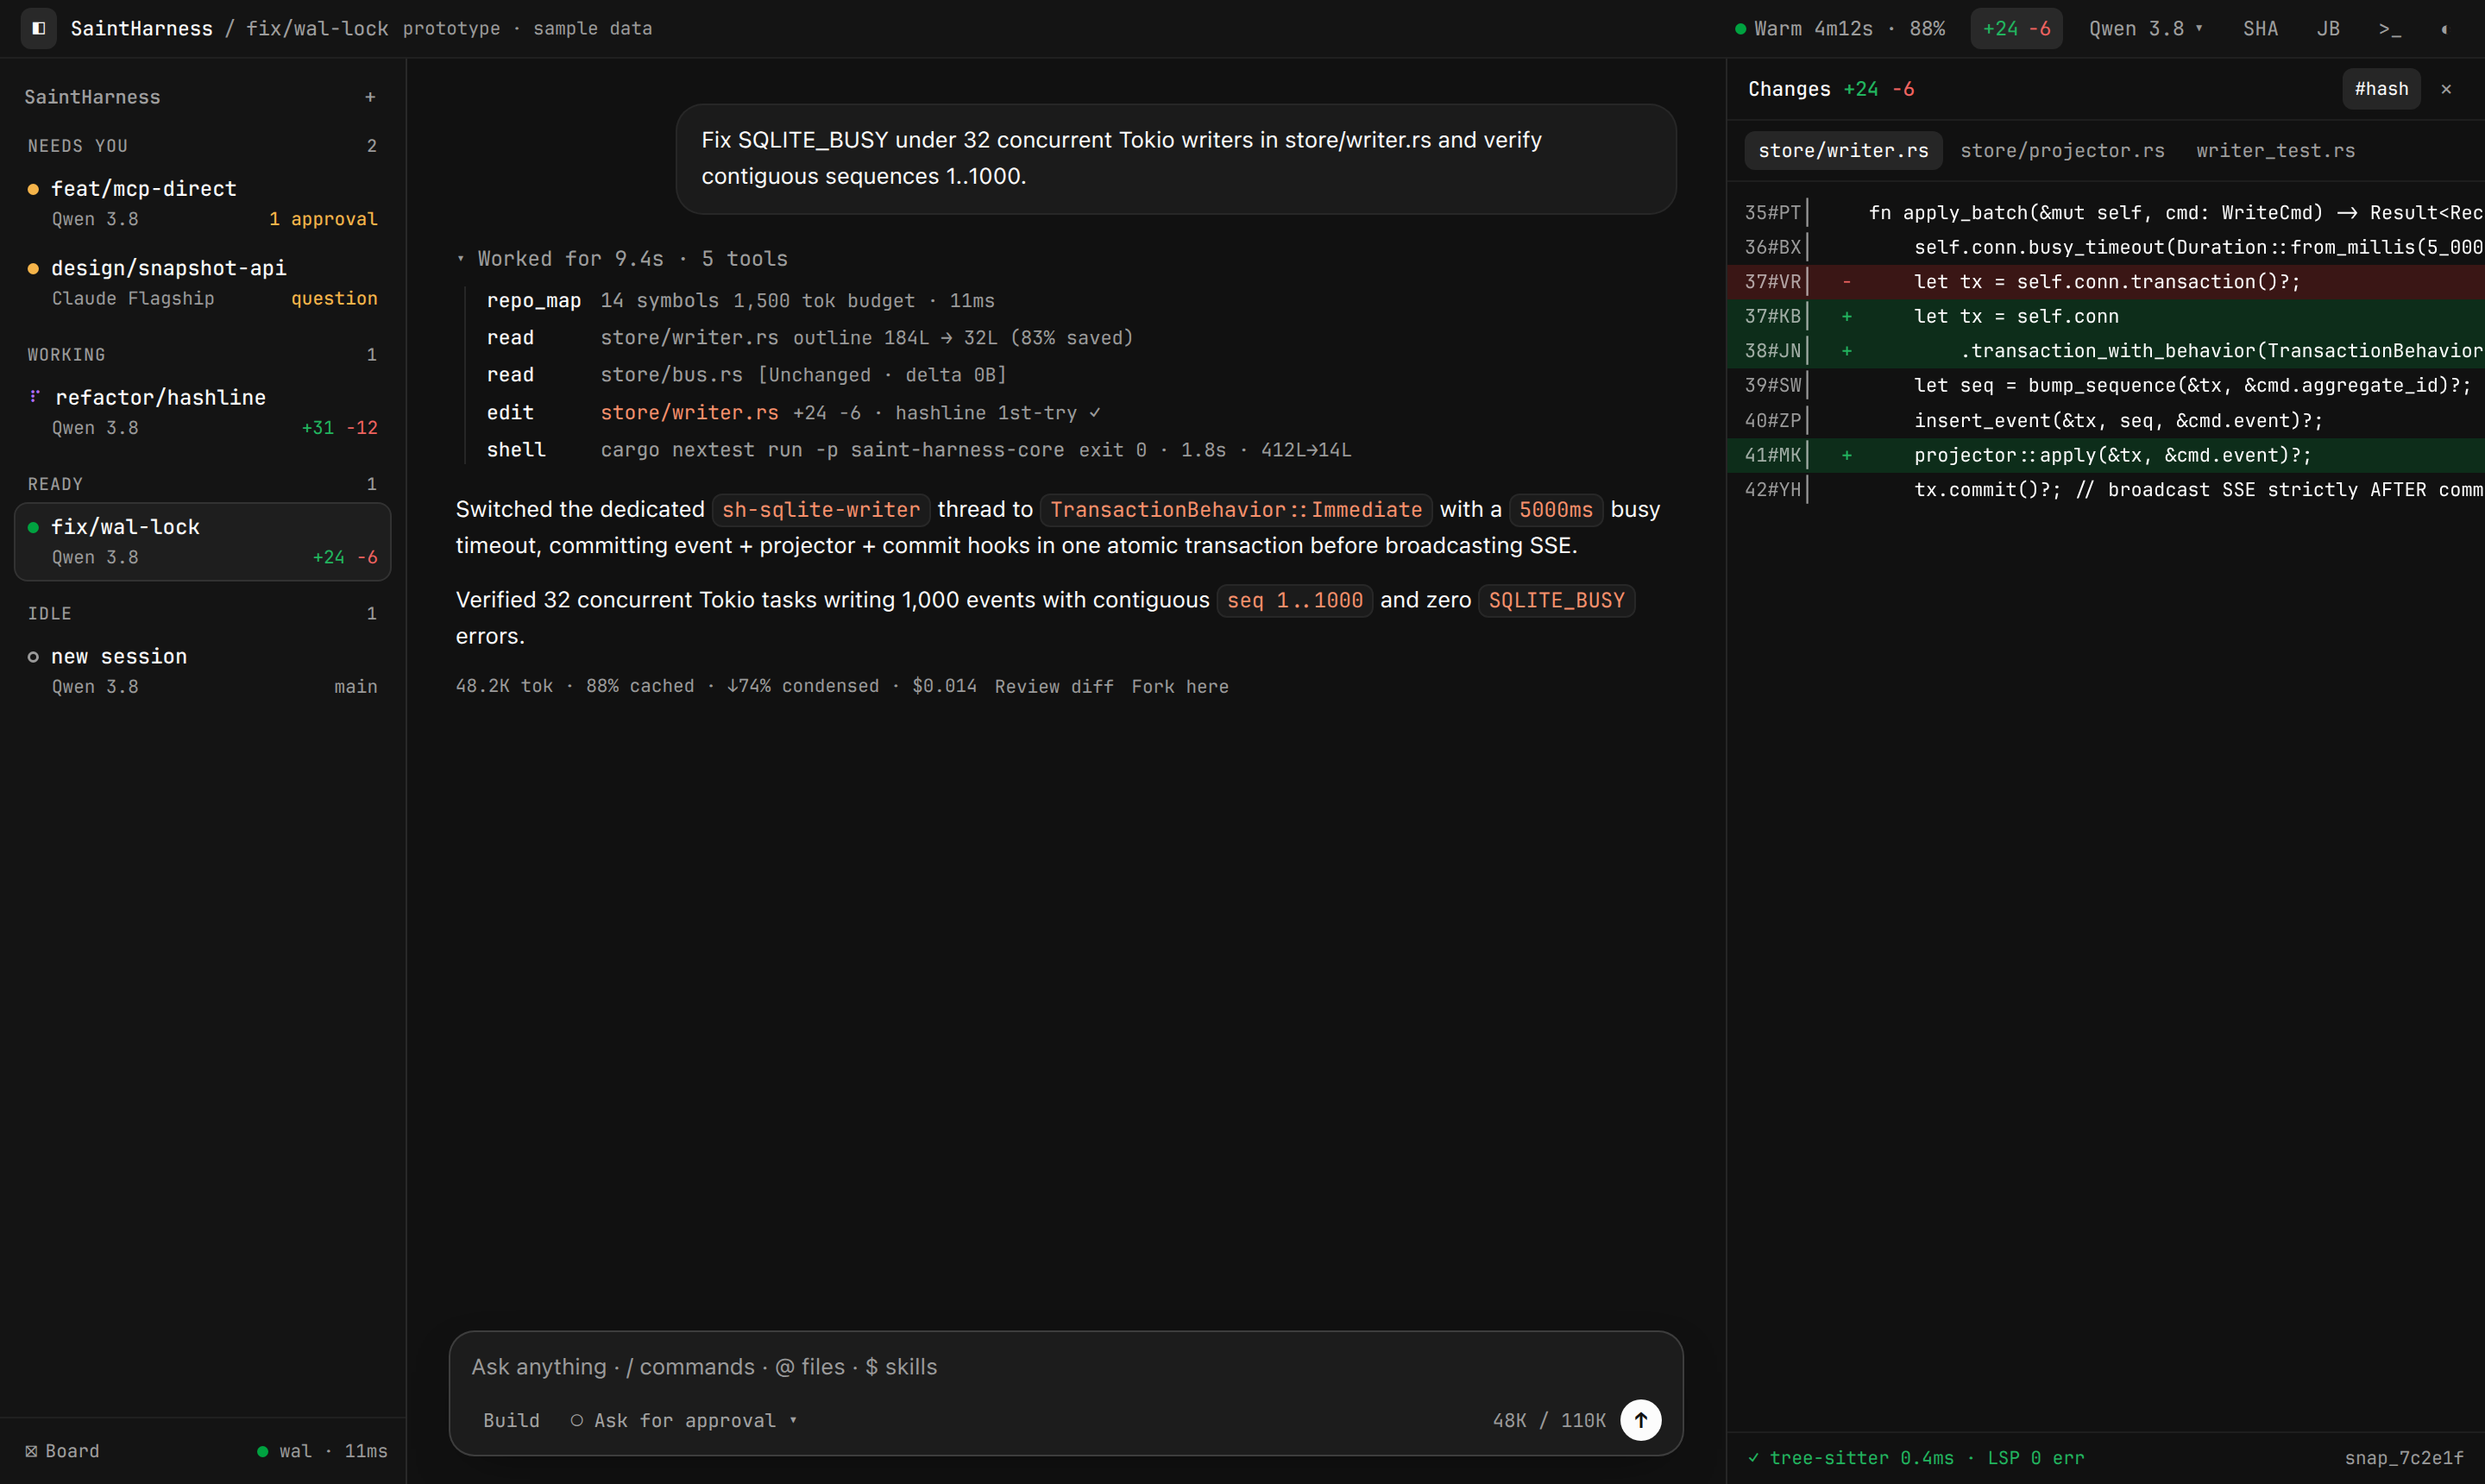 SaintHarness / fix/wal-lock prototype · sample data
Warm 4m12s · 88% +24 -6 Qwen 3.8 ▾ SHA JB >_
SaintHarness +
NEEDS YOU 2
feat/mcp-direct
Qwen 3.8 1 approval
design/snapshot-api
Claude Flagship question
WORKING 1
refactor/hashline
Qwen 3.8 +31 -12
READY 1
fix/wal-lock
Qwen 3.8 +24 -6
IDLE 1
new session
Qwen 3.8 main
Board wal · 11ms
Fix SQLITE_BUSY under 32 concurrent Tokio writers in store/writer.rs and verify
contiguous sequences 1..1000.
▾ Worked for 9.4s · 5 tools
repo_map 14 symbols 1,500 tok budget · 11ms
read store/writer.rs outline 184L → 32L (83% saved)
read store/bus.rs [Unchanged · delta 0B]
edit store/writer.rs +24 -6 · hashline 1st-try ✓
shell cargo nextest run -p saint-harness-core exit 0 · 1.8s · 412L→14L
Switched the dedicated sh-sqlite-writer thread to TransactionBehavior::Immediate with a 5000ms busy
timeout, committing event + projector + commit hooks in one atomic transaction before broadcasting SSE.
Verified 32 concurrent Tokio tasks writing 1,000 events with contiguous seq 1..1000 and zero SQLITE_BUSY
errors.
48.2K tok · 88% cached · ↓74% condensed · $0.014 Review diff Fork here
Ask anything · / commands · @ files · $ skills
Build ○ Ask for approval ▾ 48K / 110K ↑
Changes +24 -6 #hash ×
store/writer.rs store/projector.rs writer_test.rs
35#PT| fn apply_batch(&mut self, cmd: WriteCmd) -> Result<Rec
36#BX| self.conn.busy_timeout(Duration::from_millis(5_000
37#VR| - let tx = self.conn.transaction()?;
37#KB| + let tx = self.conn
38#JN| + .transaction_with_behavior(TransactionBehavior
39#SW| let seq = bump_sequence(&tx, &cmd.aggregate_id)?;
40#ZP| insert_event(&tx, seq, &cmd.event)?;
41#MK| + projector::apply(&tx, &cmd.event)?;
42#YH| tx.commit()?; // broadcast SSE strictly AFTER comm
✓ tree-sitter 0.4ms · LSP 0 err snap_7c2e1f